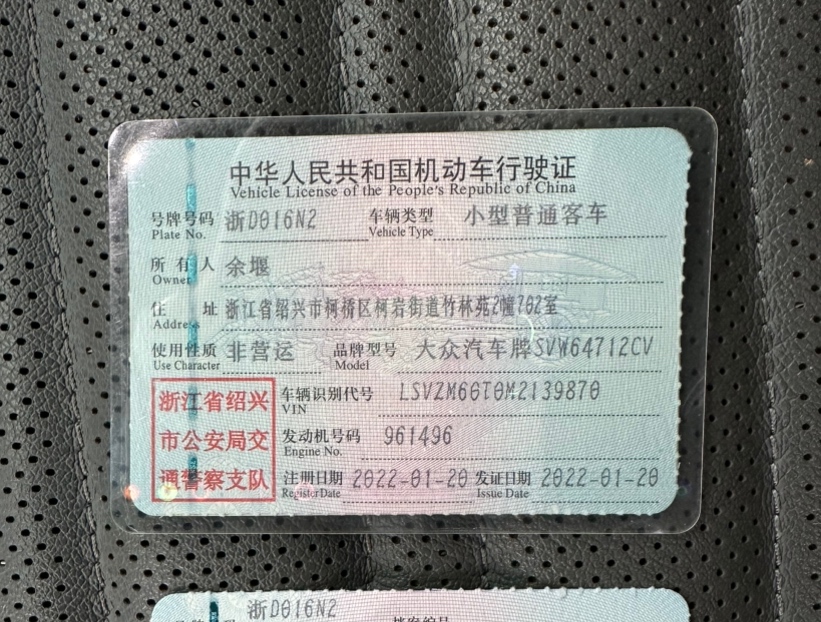 中华人民共和国机动车行驶证
Vehicle License of the People's Republic of China
号牌号码 浙D016N2 车辆类型 小型普通客车
Plate No. Vehicle Type
所有人 余堰
Owner
住址 浙江省绍兴市柯桥区柯岩街道竹林苑2幢702室
Address
使用性质 非营运 品牌型号 大众汽车牌SVW64712CV
Use Character Model
浙江省绍兴
市公安局交
通警察支队
车辆识别代号 LSVZM60T0M2139870
VIN
发动机号码 961496
Engine No.
注册日期 2022-01-20 发证日期 2022-01-20
Register Date Issue Date
浙D016N2